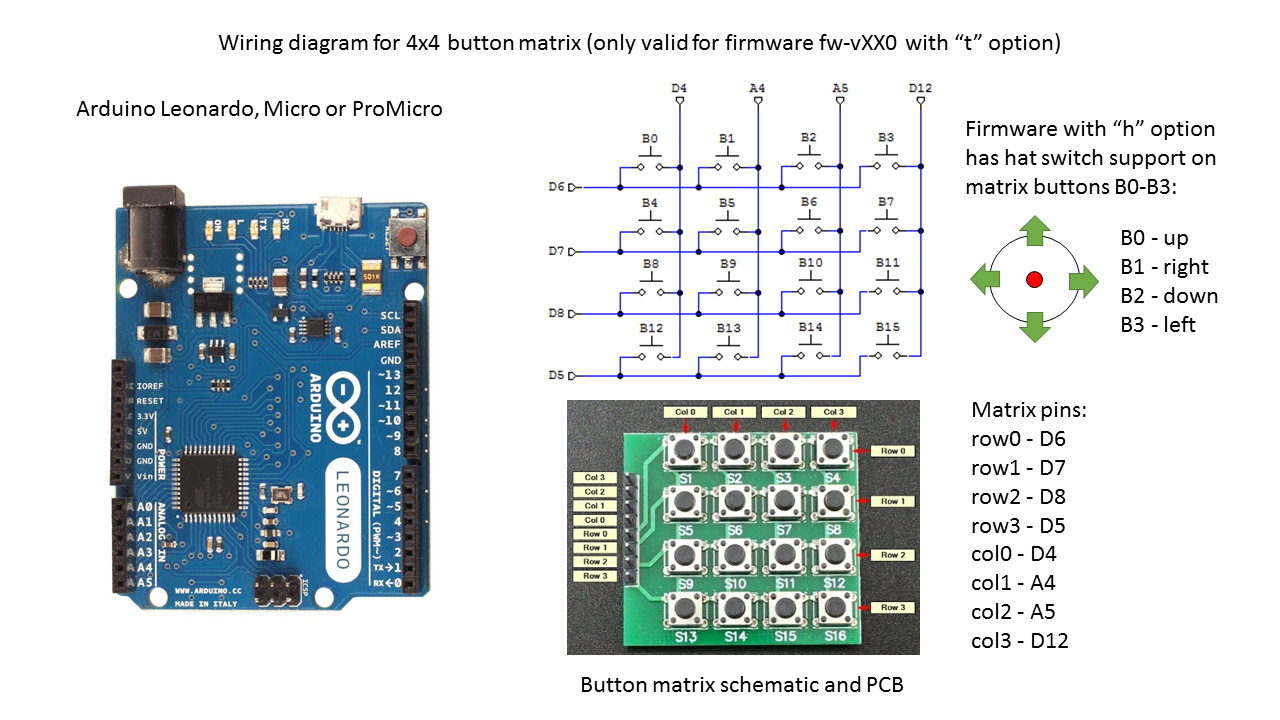 Wiring diagram for 4x4 button matrix (only valid for firmware fw-vXX0 with “t” option)
Arduino Leonardo, Micro or ProMicro
ON
L
TX
RX
RESET
SCL
SDA
AREF
GND
~13
12
~11
~10
~9
8
7
~6
~5
4
~3
2
TX→1
RX←0
IOREF
RESET
3.3V
5V
GND
GND
Vin
POWER
A0
A1
A2
A3
A4
A5
ANALOG IN
ARDUINO
LEONARDO
DIGITAL (PWM~)
ICSP
WWW.ARDUINO.CC
MADE IN ITALY
D4 A4 A5 D12
B0 B1 B2 B3
D6
B4 B5 B6 B7
D7
B8 B9 B10 B11
D8
B12 B13 B14 B15
D5
Col 0 Col 1 Col 2 Col 3
Row 0
Row 1
Row 2
Row 3
Col 3
Col 2
Col 1
Col 0
Row 0
Row 1
Row 2
Row 3
S1 S2 S3 S4
S5 S6 S7 S8
S9 S10 S11 S12
S13 S14 S15 S16
Button matrix schematic and PCB
Firmware with “h” option
has hat switch support on
matrix buttons B0-B3:
B0 - up
B1 - right
B2 - down
B3 - left
Matrix pins:
row0 - D6
row1 - D7
row2 - D8
row3 - D5
col0 - D4
col1 - A4
col2 - A5
col3 - D12